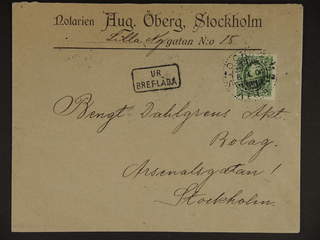 Notarien Aug. Öberg, Stockholm
Lilla Nygatan N:o 15
UR
BREFLÅDA
Bengt Dahlgrens Akt.
Bolag.
Arsenalsgatan 1
Stockholm.